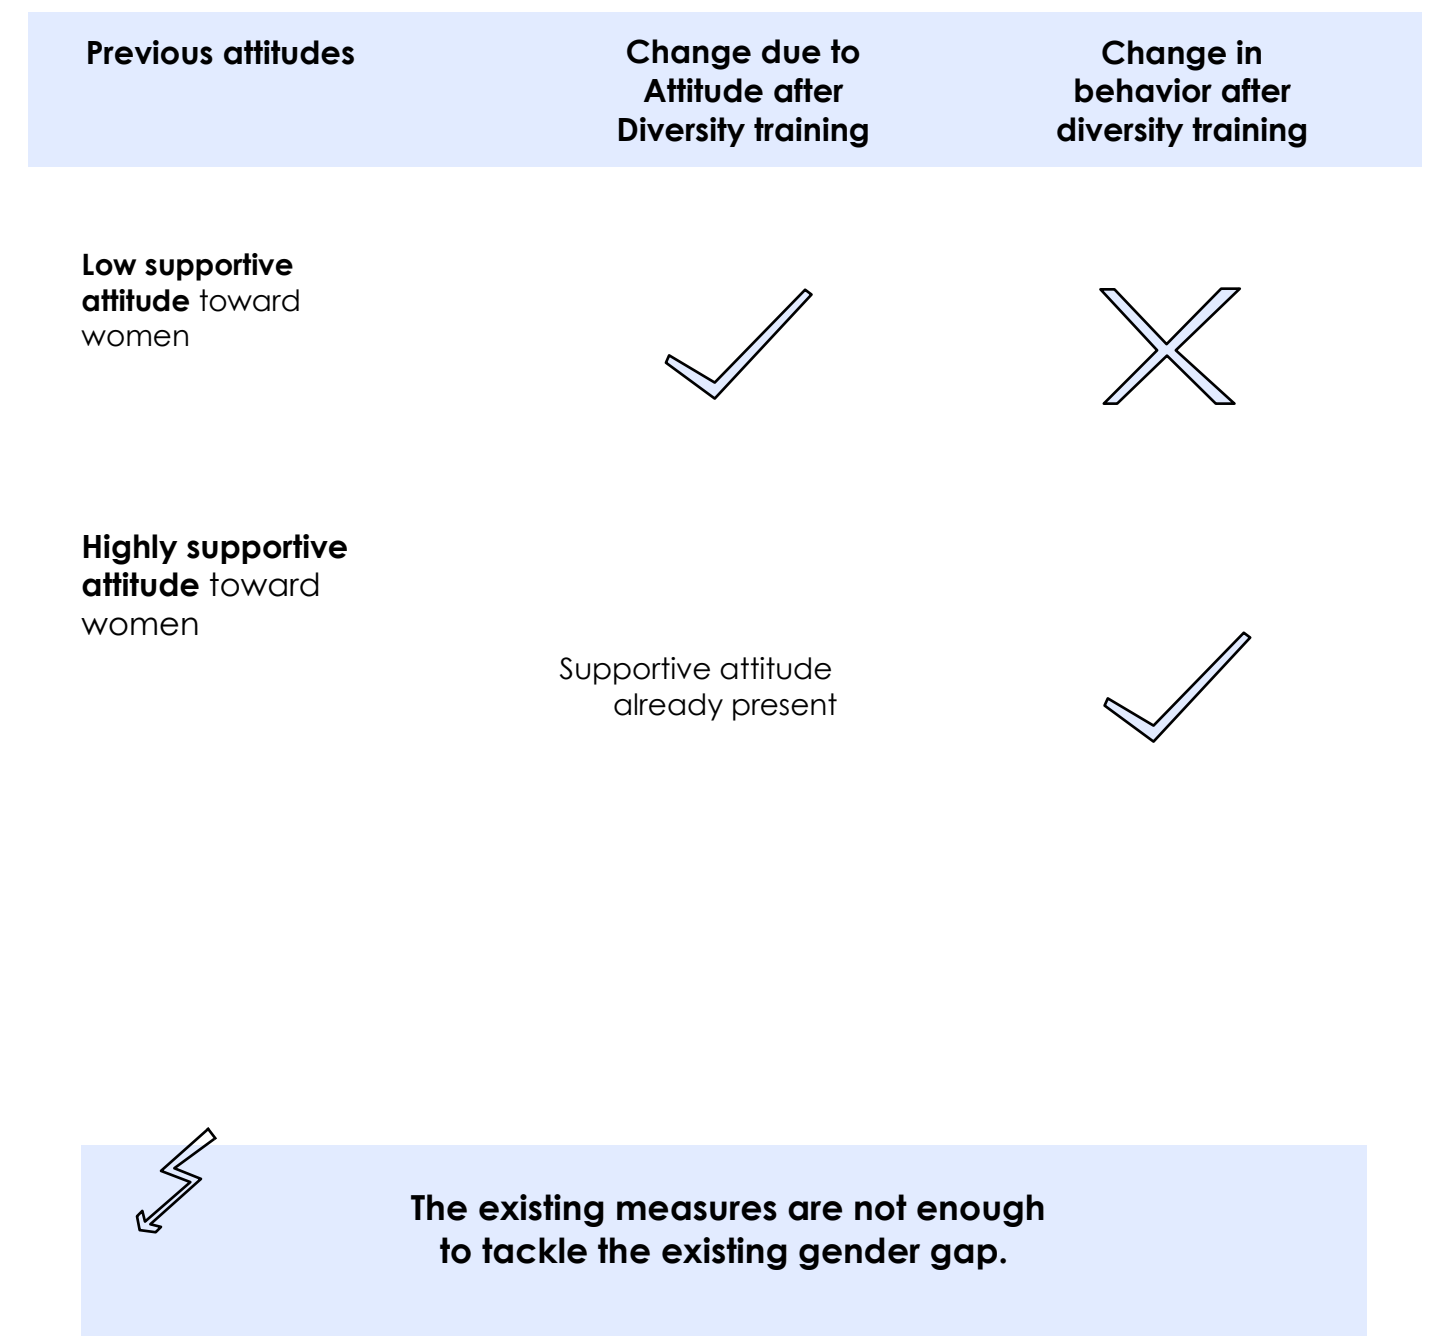 Previous attitudes
Change due to
Attitude after
Diversity training
Change in
behavior after
diversity training
Low supportive
attitude toward
women
Highly supportive
attitude toward
women
Supportive attitude
already present
The existing measures are not enough
to tackle the existing gender gap.